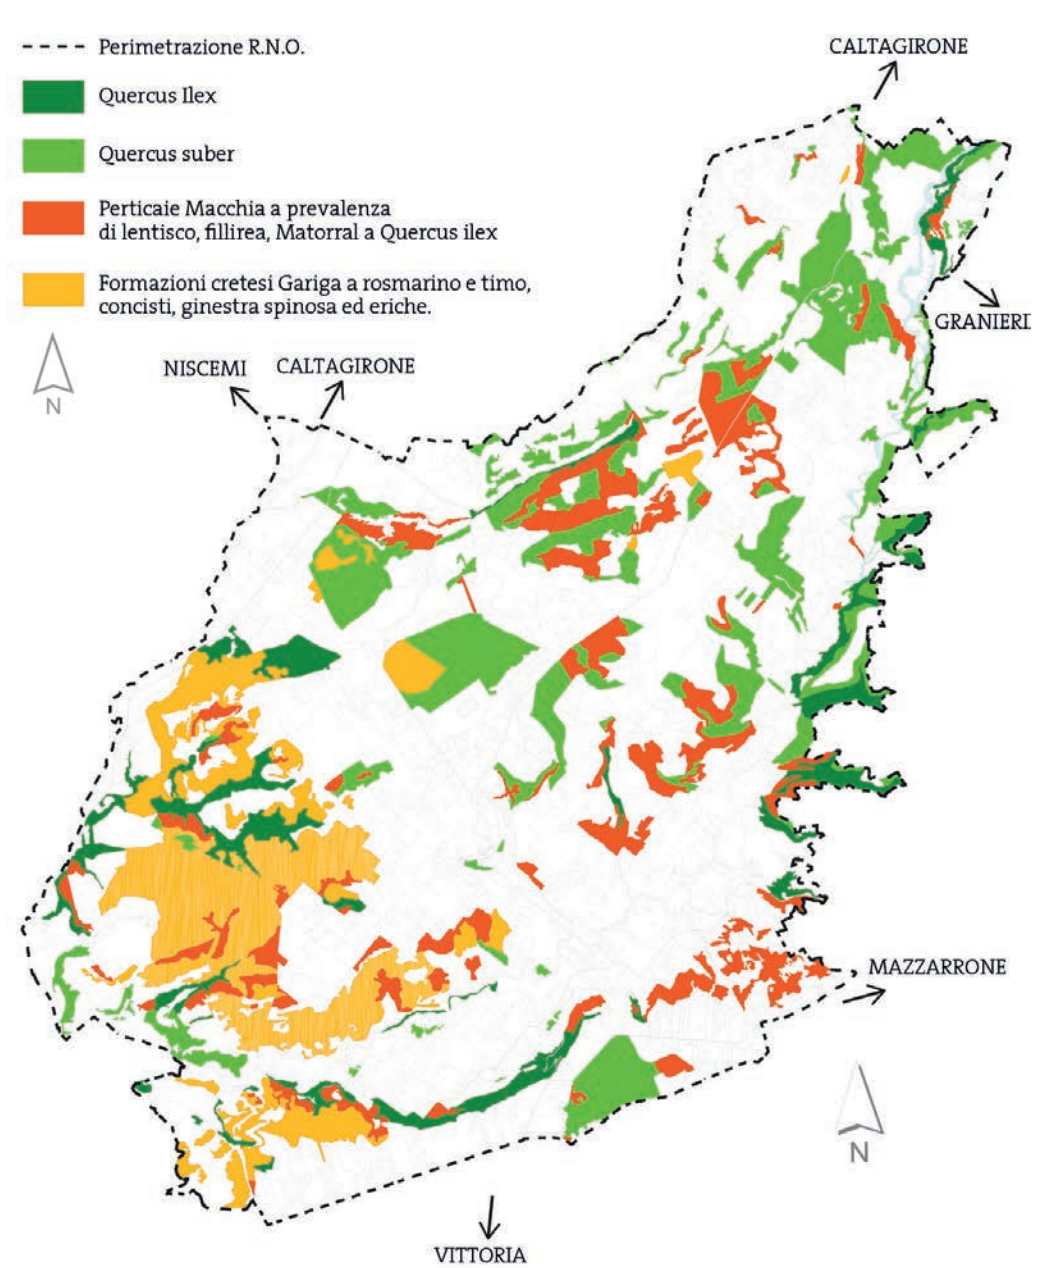 Perimetrazione R.N.O.
Quercus Ilex
Quercus suber
Perticaie Macchia a prevalenza
di lentisco, fillirea, Matorral a Quercus ilex
Formazioni cretesi Gariga a rosmarino e timo,
concisti, ginestra spinosa ed eriche.
CALTAGIRONE
GRANIERI
N
NISCEMI
CALTAGIRONE
MAZZARRONE
N
VITTORIA